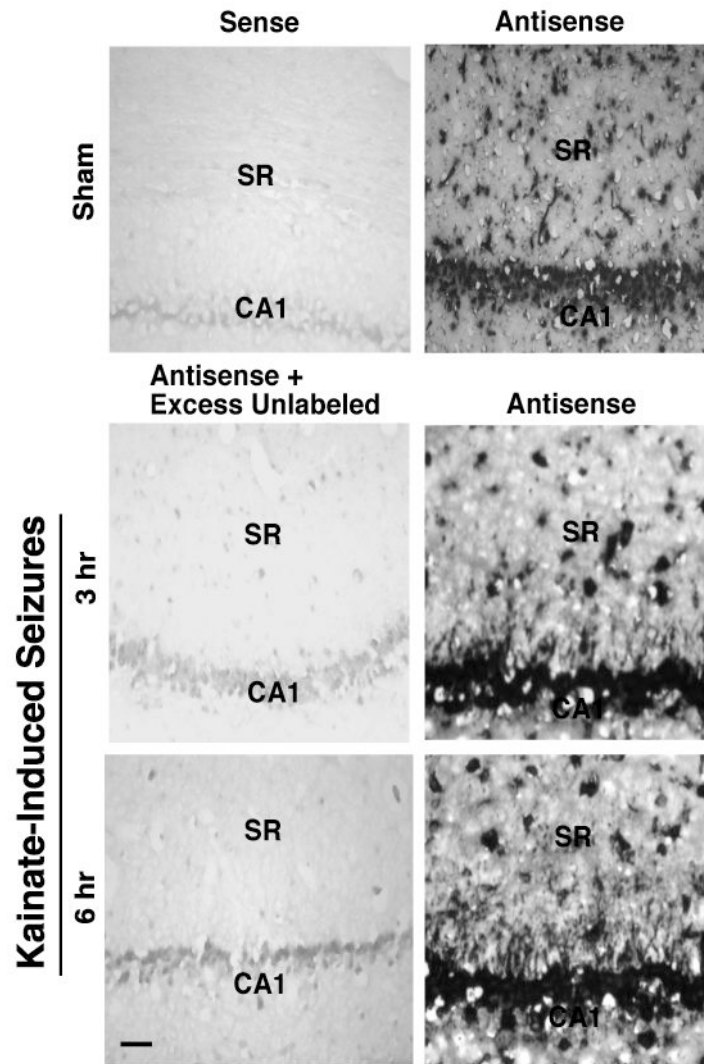 Sense
Antisense
Sham
SR
CA1
SR
CA1
Antisense +
Excess Unlabeled
Antisense
Kainate-Induced Seizures
3 hr
SR
CA1
SR
CA1
6 hr
SR
CA1
SR
CA1